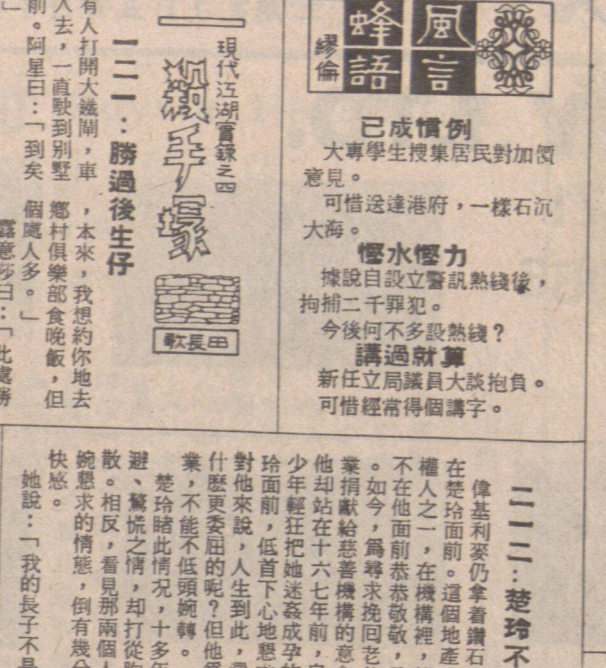 風言
蜂語
繆倫
已成慣例
大專學生搜集居民對加價
意見。
可惜送達港府，一樣石沉
大海。
慳水慳力
據說自設立警訊熱綫後，
拘捕二千罪犯。
今後何不多設熱綫？
講過就算
新任立局議員大談抱負。
可惜經常得個講字。
現代江湖實錄之四
田長歌
一二一：勝過後生仔
有人打開大鐵閘，車
入去，一直駛到別墅
前。阿星曰：「到矣
，本來，我想約你地去
鄉村俱樂部食晚飯，但
個處人多。」
露意莎曰：「此處勝
二一二：楚玲不
偉基利麥仍拿着鑽石
在楚玲面前。這個地產
權人之一，在機構裡，
不在他面前恭恭敬敬，
。如今，爲尋求挽回老
業捐獻給慈善機構的意
他却站在十六七年前，
少年輕狂把她迷姦成孕
玲面前，低首下心地懇
對他來說，人生到此，
什麽更委屈的呢？但他
業，不能不低頭婉轉。
楚玲睹此情況，十多年
避、驚慌之情，却打從
散。相反，看見那兩個人
婉懇求的情態，倒有幾分
快感。
她說：「我的長子不是